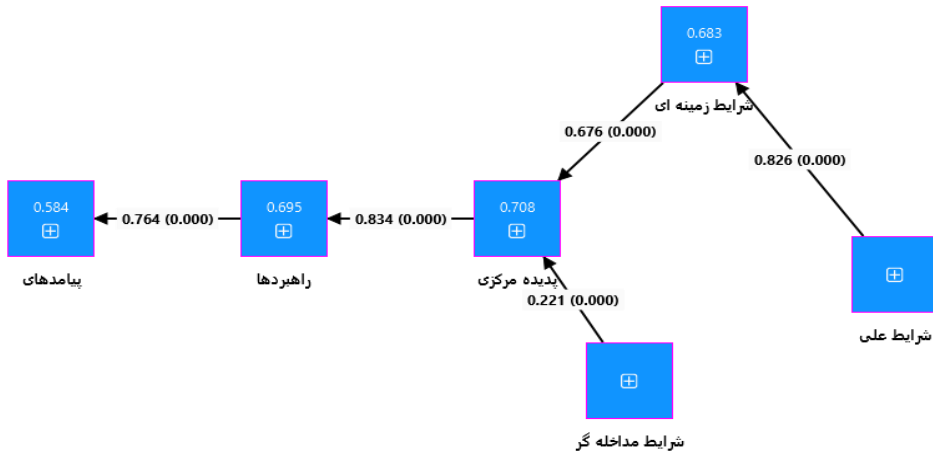 0.683
شرایط زمینه ای
0.676 (0.000)
0.826 (0.000)
0.584
0.764 (0.000)
0.695
0.834 (0.000)
0.708
پیامدهای
راهبردها
پدیده مرکزی
0.221 (0.000)
شرایط علی
شرایط مداخله گر